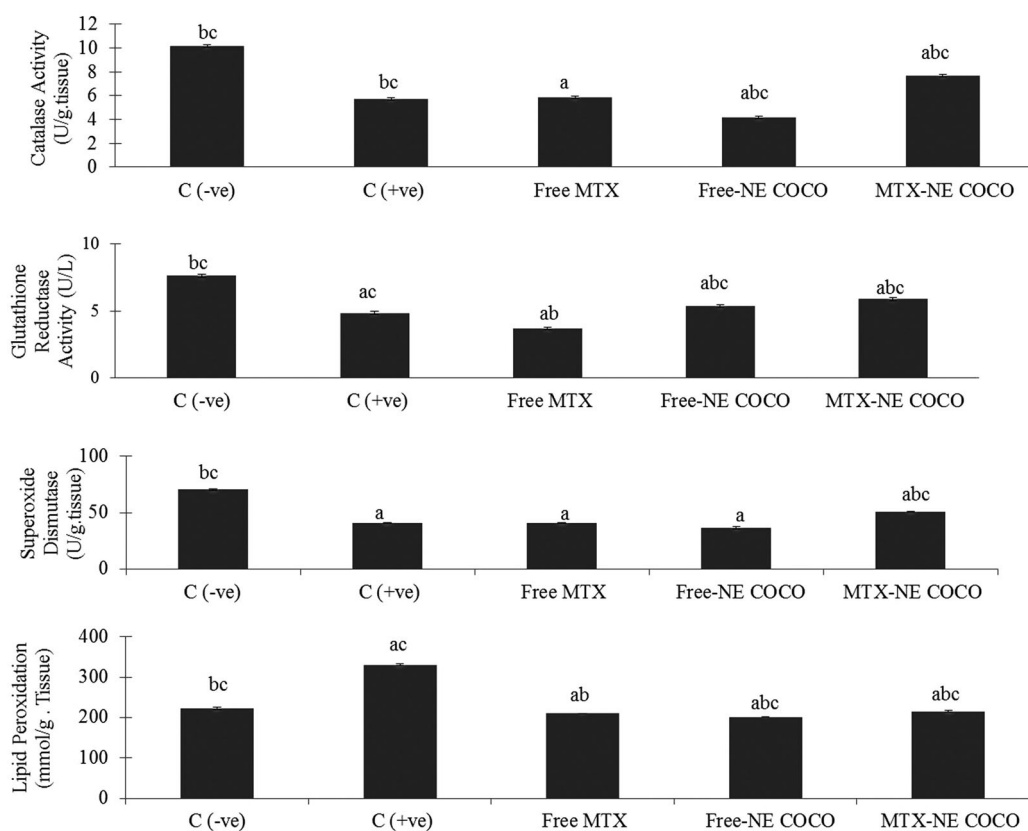 Catalase Activity
(U/g.tissue)
12
10
8
6
4
2
0
bc
bc
a
abc
abc
C (-ve)
C (+ve)
Free MTX
Free-NE COCO
MTX-NE COCO
Glutathione
Reductase
Activity (U/L)
10
5
0
bc
ac
ab
abc
abc
C (-ve)
C (+ve)
Free MTX
Free-NE COCO
MTX-NE COCO
Superoxide
Dismutase
(U/g.tissue)
100
50
0
bc
a
a
a
abc
C (-ve)
C (+ve)
Free MTX
Free-NE COCO
MTX-NE COCO
Lipid Peroxidation
(mmol/g . Tissue)
400
300
200
100
0
bc
ac
ab
abc
abc
C (-ve)
C (+ve)
Free MTX
Free-NE COCO
MTX-NE COCO